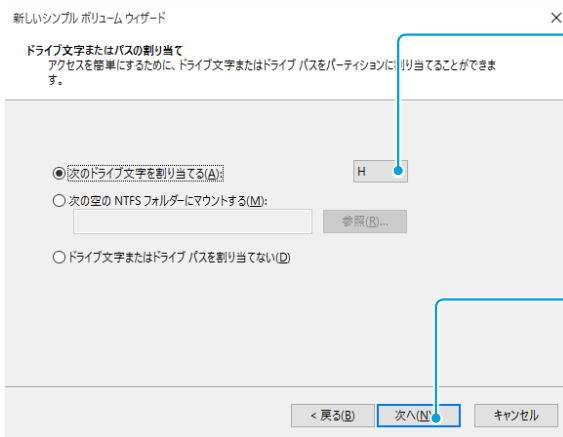 新しいシンプル ボリューム ウィザード
ドライブ文字またはパスの割り当て
アクセスを簡単にするために、ドライブ文字またはドライブ パスをパーティションに割り当てることができま
す。
次のドライブ文字を割り当てる(A):
H
次の空の NTFS フォルダーにマウントする(M):
参照(R)...
ドライブ文字またはドライブ パスを割り当てない(D)
< 戻る(B)
次へ(N)
キャンセル